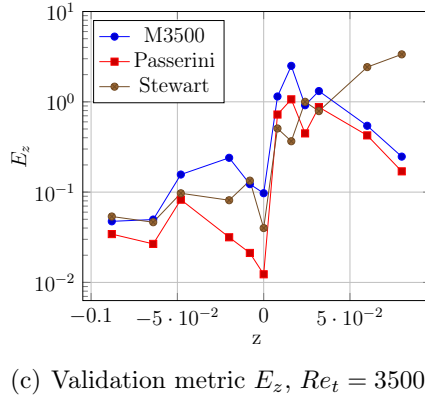 M3500
Passerini
Stewart
10^1
10^0
10^{-1}
10^{-2}
E_z
−0.1
−5 · 10^{-2}
0
5 · 10^{-2}
z
(c) Validation metric E_z, Re_t = 3500